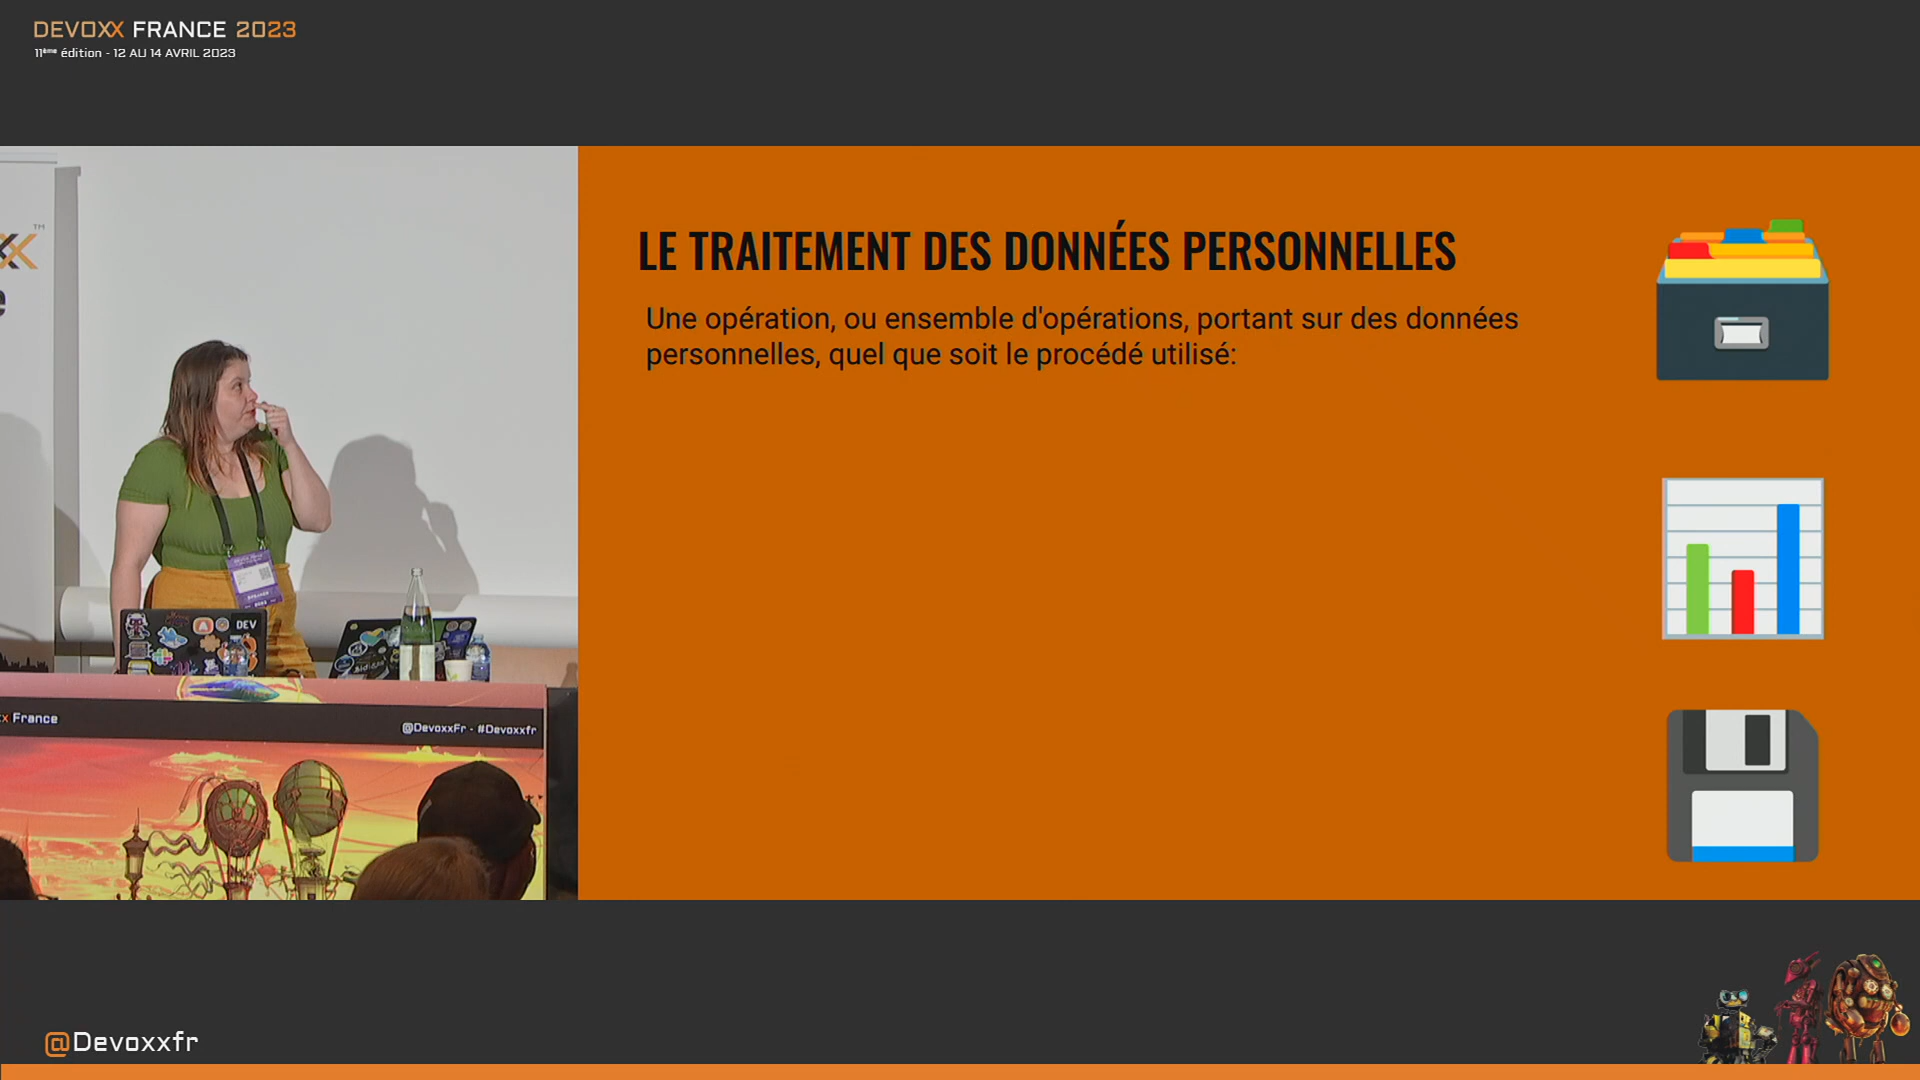 DEVOXX FRANCE 2023
11ème édition - 12 AU 14 AVRIL 2023
LE TRAITEMENT DES DONNÉES PERSONNELLES
Une opération, ou ensemble d'opérations, portant sur des données
personnelles, quel que soit le procédé utilisé:
DEV
x France
@DevoxxFr - #Devoxxfr
@Devoxxfr